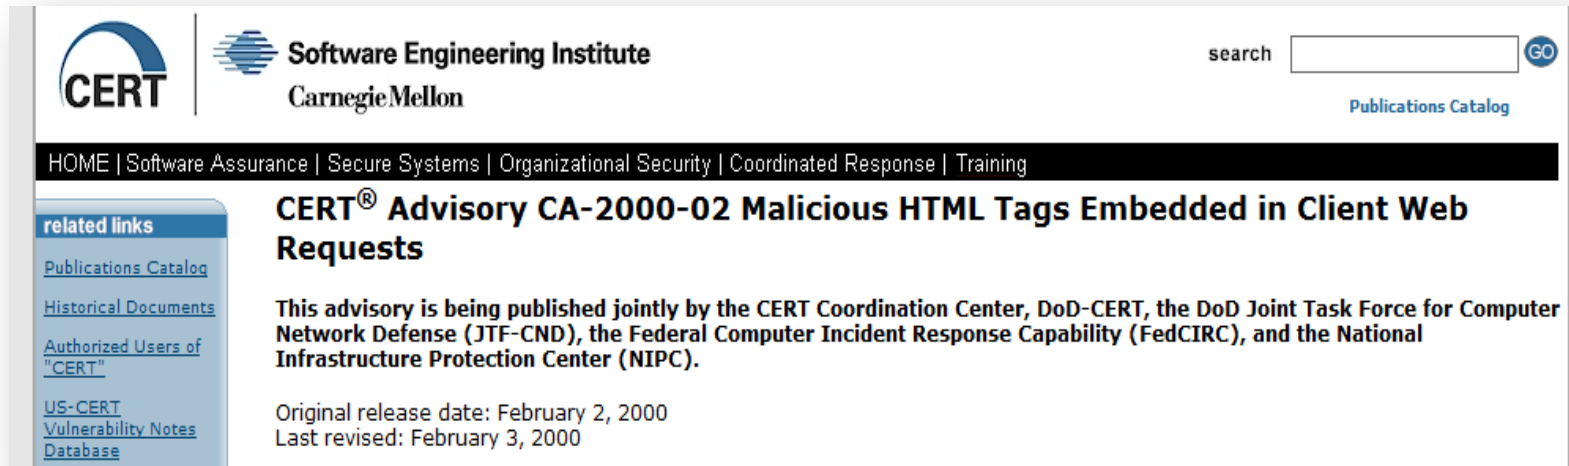 CERT
Software Engineering Institute
CarnegieMellon
search
GO
Publications Catalog
HOME | Software Assurance | Secure Systems | Organizational Security | Coordinated Response | Training
related links
Publications Catalog
Historical Documents
Authorized Users of
"CERT"
US-CERT
Vulnerability Notes
Database
CERT® Advisory CA-2000-02 Malicious HTML Tags Embedded in Client Web
Requests
This advisory is being published jointly by the CERT Coordination Center, DoD-CERT, the DoD Joint Task Force for Computer
Network Defense (JTF-CND), the Federal Computer Incident Response Capability (FedCIRC), and the National
Infrastructure Protection Center (NIPC).
Original release date: February 2, 2000
Last revised: February 3, 2000